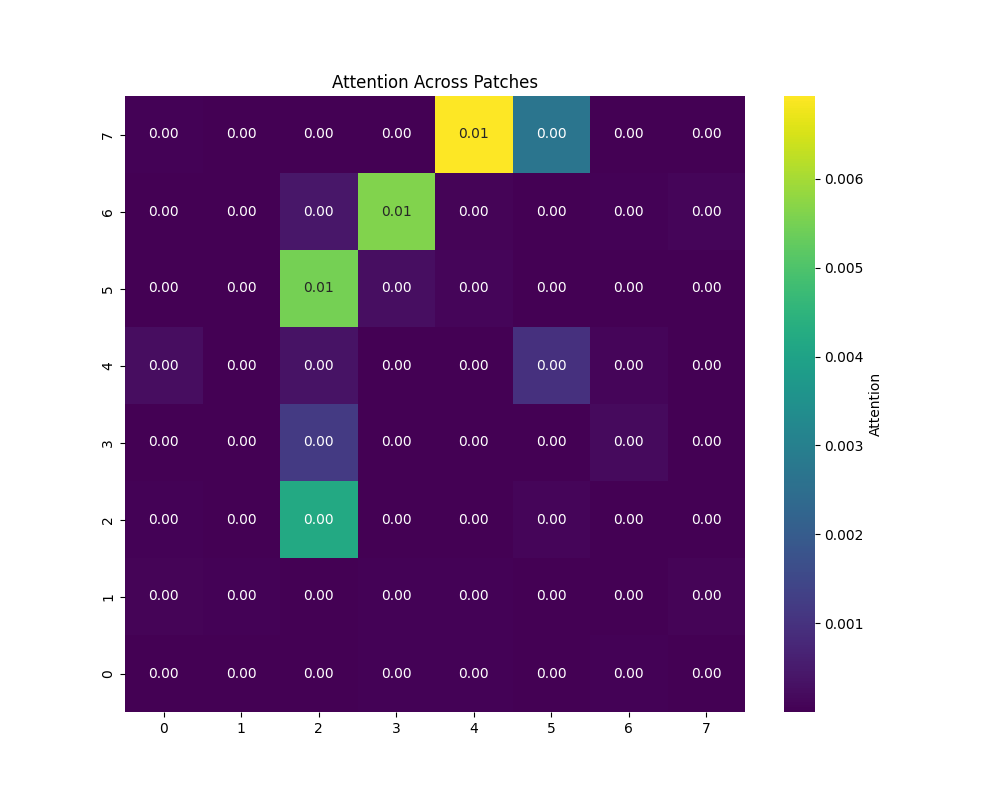 Attention Across Patches
7 0.00 0.00 0.00 0.00 0.01 0.00 0.00 0.00
6 0.00 0.00 0.00 0.01 0.00 0.00 0.00 0.00
5 0.00 0.00 0.01 0.00 0.00 0.00 0.00 0.00
4 0.00 0.00 0.00 0.00 0.00 0.00 0.00 0.00
3 0.00 0.00 0.00 0.00 0.00 0.00 0.00 0.00
2 0.00 0.00 0.00 0.00 0.00 0.00 0.00 0.00
1 0.00 0.00 0.00 0.00 0.00 0.00 0.00 0.00
0 0.00 0.00 0.00 0.00 0.00 0.00 0.00 0.00
0 1 2 3 4 5 6 7
0.006
0.005
0.004
0.003
0.002
0.001
Attention